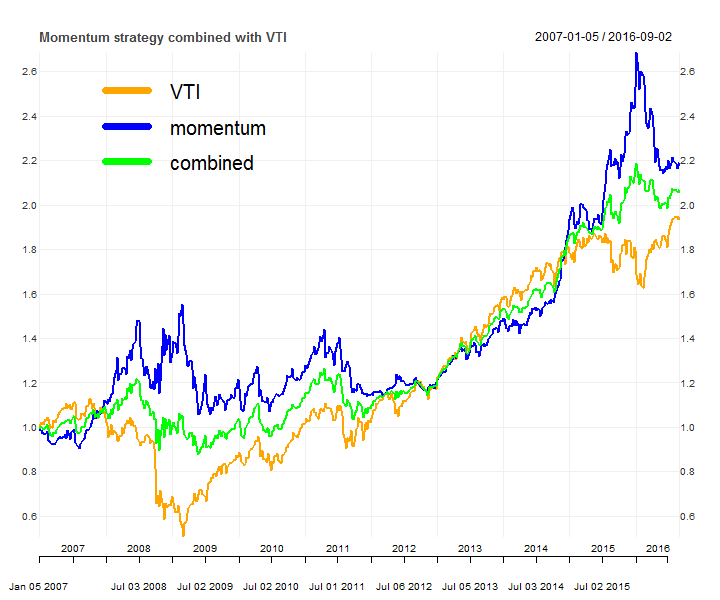 Momentum strategy combined with VTI 2007-01-05 / 2016-09-02
2.6 2.6
VTI
2.4 2.4
momentum
combined
2.2 2.2
2.0 2.0
1.8 1.8
1.6 1.6
1.4 1.4
1.2 1.2
1.0 1.0
0.8 0.8
0.6 0.6
2007 2008 2009 2010 2011 2012 2013 2014 2015 2016
Jan 05 2007 Jul 03 2008 Jul 02 2009 Jul 02 2010 Jul 01 2011 Jul 06 2012 Jul 05 2013 Jul 03 2014 Jul 02 2015